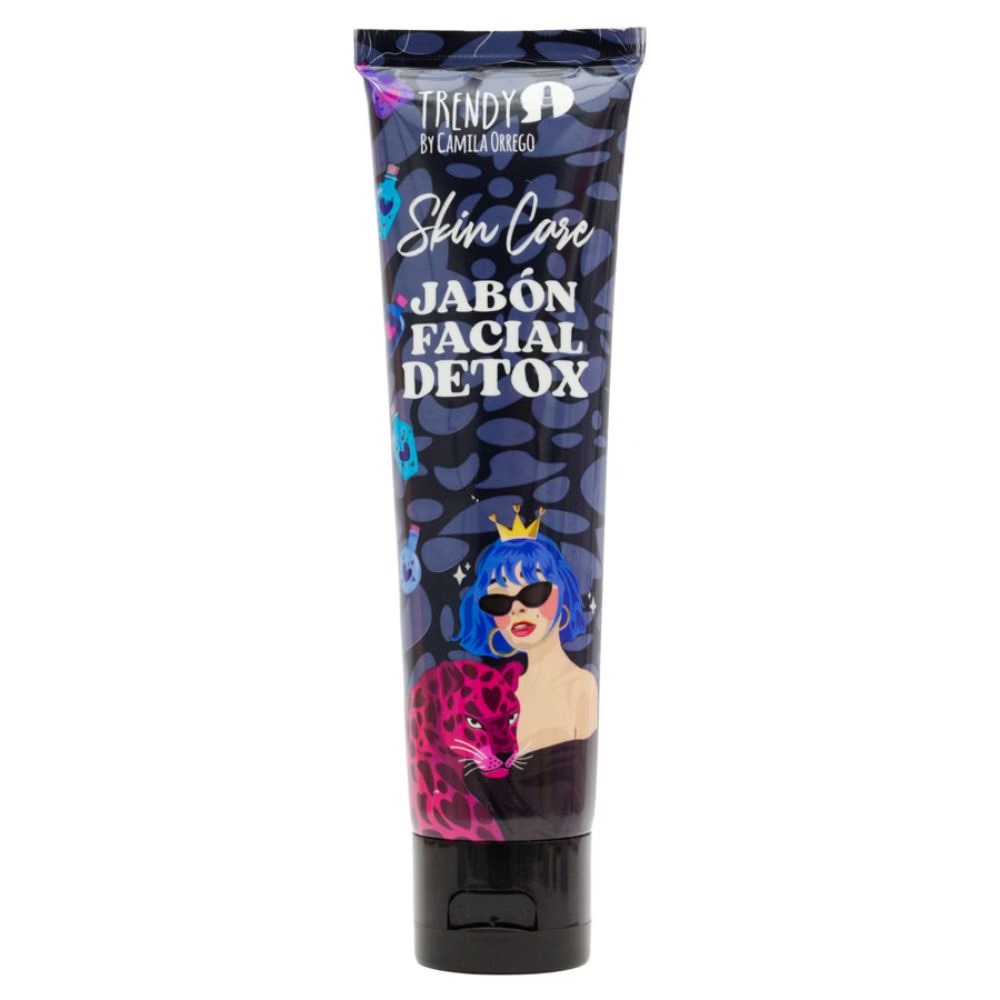 TRENDY
BY CAMILA ORREGO
Skin Care
JABÓN
FACIAL
DETOX